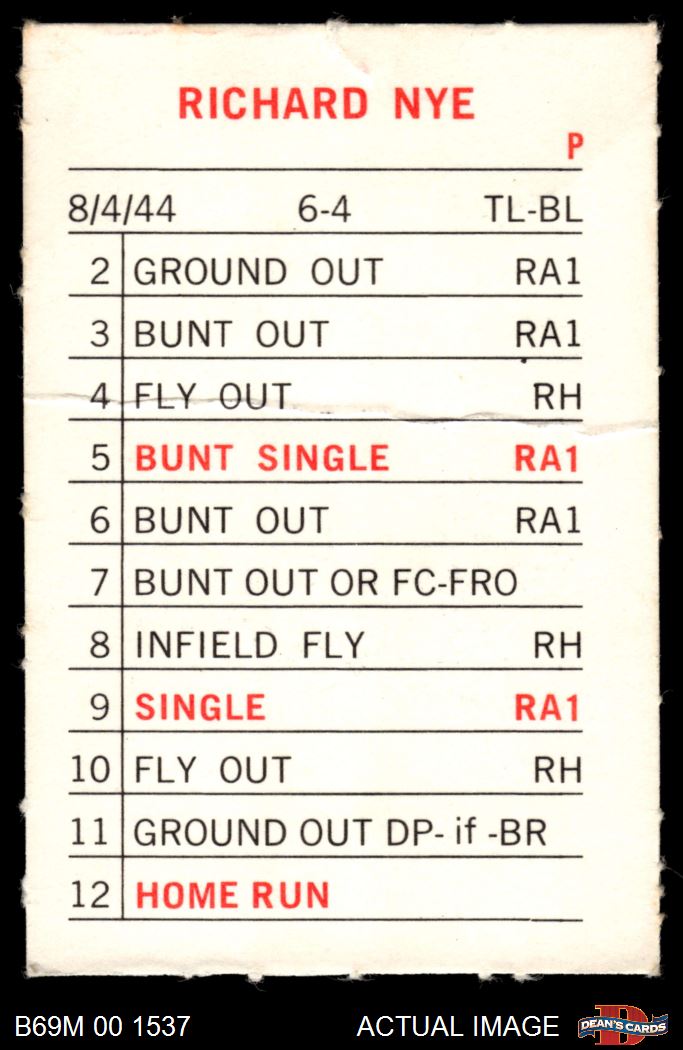 RICHARD NYE
P
8/4/44 6-4 TL-BL
2 GROUND OUT RA1
3 BUNT OUT RA1
4 FLY OUT RH
5 BUNT SINGLE RA1
6 BUNT OUT RA1
7 BUNT OUT OR FC-FRO
8 INFIELD FLY RH
9 SINGLE RA1
10 FLY OUT RH
11 GROUND OUT DP- if -BR
12 HOME RUN
B69M 00 1537 ACTUAL IMAGE D DEAN'S CARDS